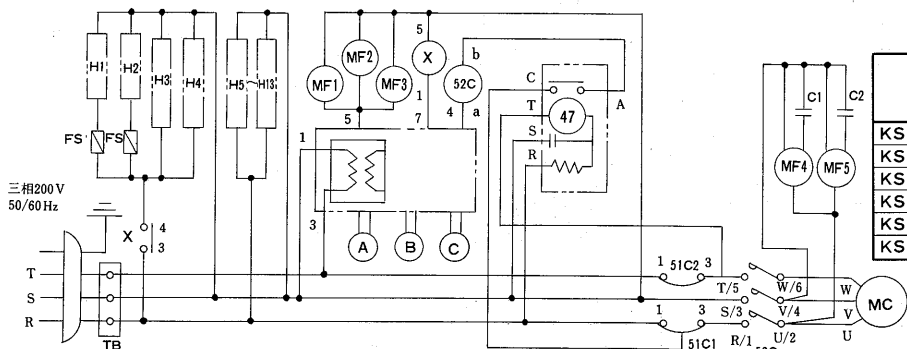 H1
H2
H3
H4
H5
~
H13
FS
FS
三相200V
50/60Hz
X
4
3
T
S
R
TB
MF1
MF2
MF3
5
X
5
1
7
b
52C
4
a
1
3
A
B
C
C
T
47
A
S
R
C1
C2
MF4
MF5
KS
KS
KS
KS
KS
KS
1
51C2
3
T/5
W/6
W
S/3
V/4
V
MC
1
3
51C1
R/1
U/2
U